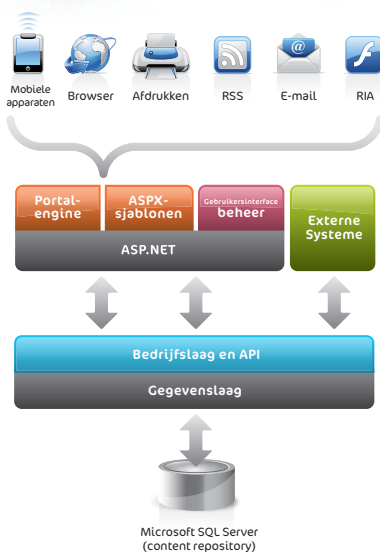 Mobiele
apparaten
Browser
Afdrukken
RSS
E-mail
RIA
Portal-
engine
ASPX-
sjablonen
Gebruikersinterface
beheer
Externe
Systeme
ASP.NET
Bedrijfslaag en API
Gegevenslaag
Microsoft SQL Server
(content repository)